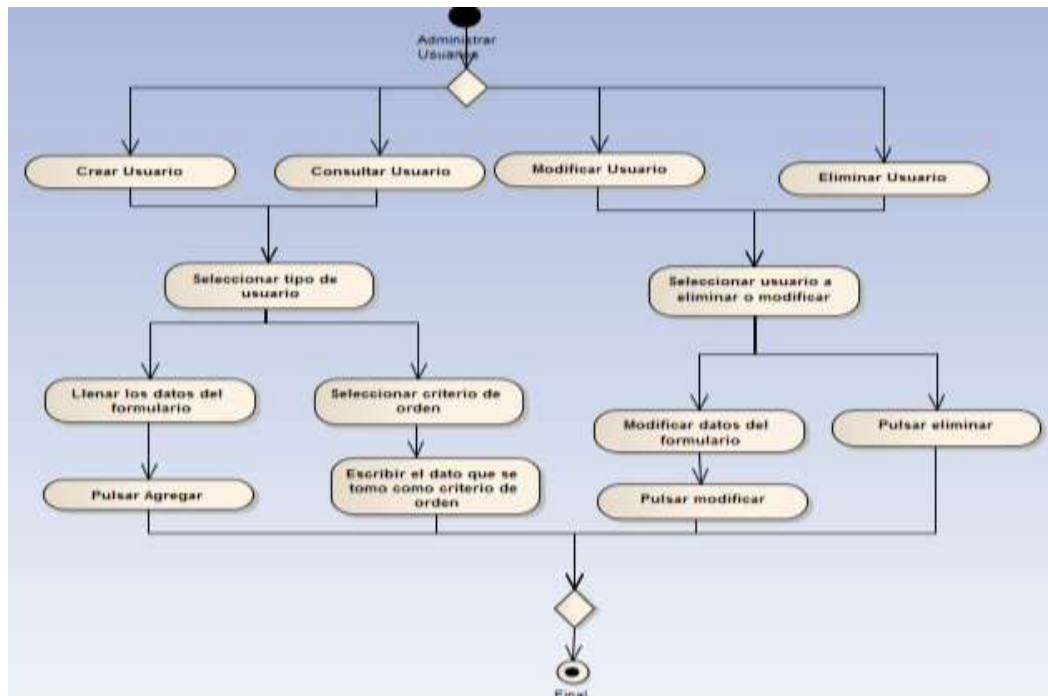 Administrar
Usuarios
Crear Usuario
Consultar Usuario
Modificar Usuario
Eliminar Usuario
Seleccionar tipo de
usuario
Seleccionar usuario a
eliminar o modificar
Llenar los datos del
formulario
Seleccionar criterio de
orden
Modificar datos del
formulario
Pulsar eliminar
Pulsar Agregar
Escribir el dato que se
tomo como criterio de
orden
Pulsar modificar
Final